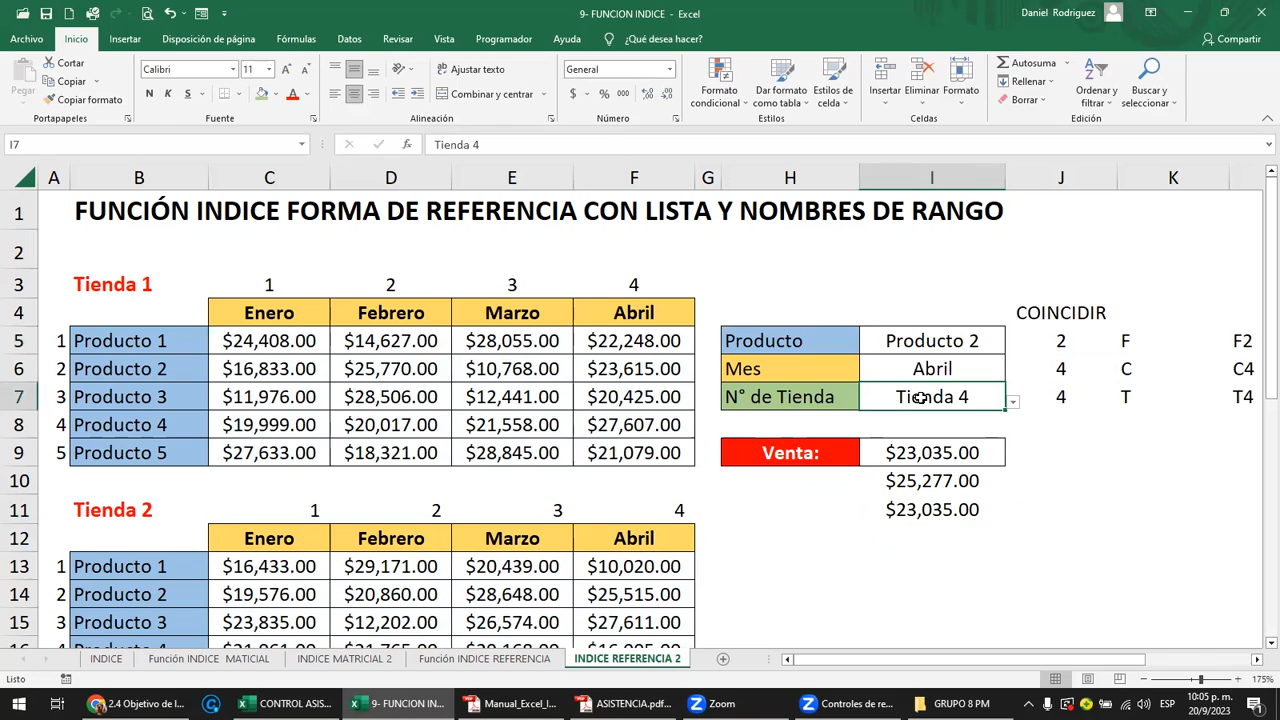 9- FUNCION INDICE - Excel
Daniel Rodriguez
Archivo Inicio Insertar Disposición de página Fórmulas Datos Revisar Vista Programador Ayuda ¿Qué desea hacer? Compartir
Pegar
Cortar
Copiar
Copiar formato
Portapapeles
Calibri 11
N K S
Fuente
Ajustar texto
Combinar y centrar
Alineación
General
$ % 000
Número
Formato condicional
Dar formato como tabla
Estilos de celda
Estilos
Insertar Eliminar Formato
Celdas
Autosuma
Rellenar
Borrar
Ordenar y filtrar
Buscar y seleccionar
Edición
I7 fx Tienda 4
A B C D E F G H I J K
1 FUNCIÓN INDICE FORMA DE REFERENCIA CON LISTA Y NOMBRES DE RANGO
2
3 Tienda 1 1 2 3 4
4 Enero Febrero Marzo Abril COINCIDIR
5 1 Producto 1 $24,408.00 $14,627.00 $28,055.00 $22,248.00 Producto Producto 2 2 F F2
6 2 Producto 2 $16,833.00 $25,770.00 $10,768.00 $23,615.00 Mes Abril 4 C C4
7 3 Producto 3 $11,976.00 $28,506.00 $12,441.00 $20,425.00 N° de Tienda Tienda 4 4 T T4
8 4 Producto 4 $19,999.00 $20,017.00 $21,558.00 $27,607.00
9 5 Producto 5 $27,633.00 $18,321.00 $28,845.00 $21,079.00 Venta: $23,035.00
10 $25,277.00
11 Tienda 2 1 2 3 4 $23,035.00
12 Enero Febrero Marzo Abril
13 1 Producto 1 $16,433.00 $29,171.00 $20,439.00 $10,020.00
14 2 Producto 2 $19,576.00 $20,860.00 $28,648.00 $25,515.00
15 3 Producto 3 $23,835.00 $12,202.00 $26,574.00 $27,611.00
INDICE Función INDICE MATICIAL INDICE MATRICIAL 2 Función INDICE REFERENCIA INDICE REFERENCIA 2
Listo 175%
2.4 Objetivo de l... CONTROL ASIS... 9- FUNCION IN... Manual_Excel_I... ASISTENCIA.pdf... Zoom Controles de re... GRUPO 8 PM ESP 10:05 p. m.
20/9/2023